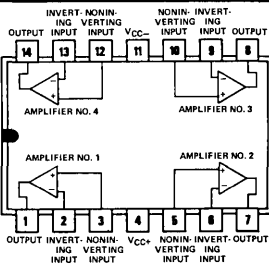 INVERT- NONIN- NONIN- INVERT-
ING VERTING VERTING ING
OUTPUT INPUT INPUT VCC– INPUT INPUT OUTPUT
14 13 12 11 10 9 8
– + + –
AMPLIFIER NO. 4 AMPLIFIER NO. 3
AMPLIFIER NO. 1 AMPLIFIER NO. 2
– + + –
1 2 3 4 5 6 7
OUTPUT INVERT- NONIN- VCC+ NONIN- INVERT- OUTPUT
ING VERTING VERTING ING
INPUT INPUT INPUT INPUT